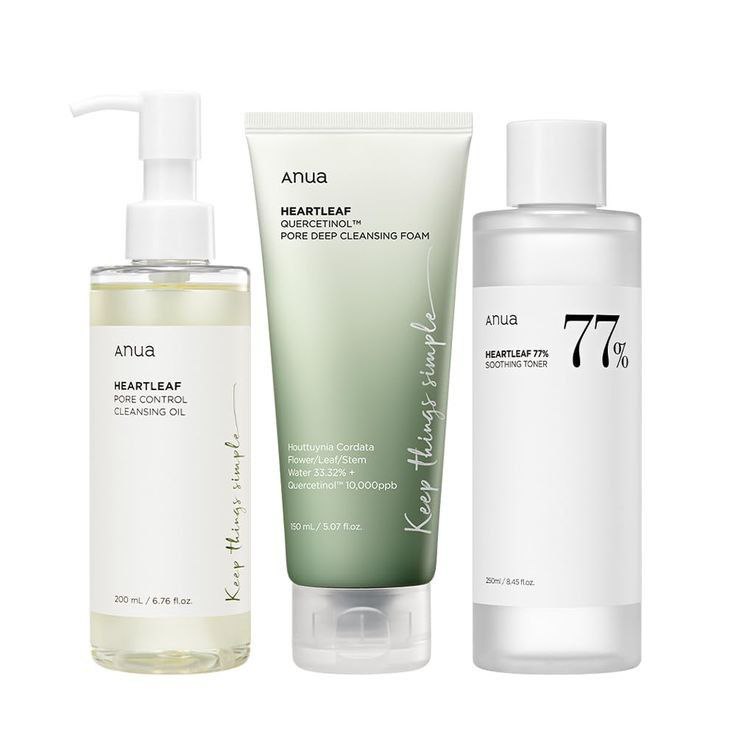 Anua
HEARTLEAF
PORE CONTROL
CLEANSING OIL
Keep things simple
200 mL / 6.76 fl.oz.
Anua
HEARTLEAF
QUERCETINOL™
PORE DEEP CLEANSING FOAM
Keep things simple
Houttuynia Cordata
Flower/Leaf/Stem
Water 33.32% +
Quercetinol™ 10,000ppb
150 mL / 5.07 fl.oz.
Anua
77%
HEARTLEAF 77%
SOOTHING TONER
250ml / 8.45 fl.oz.